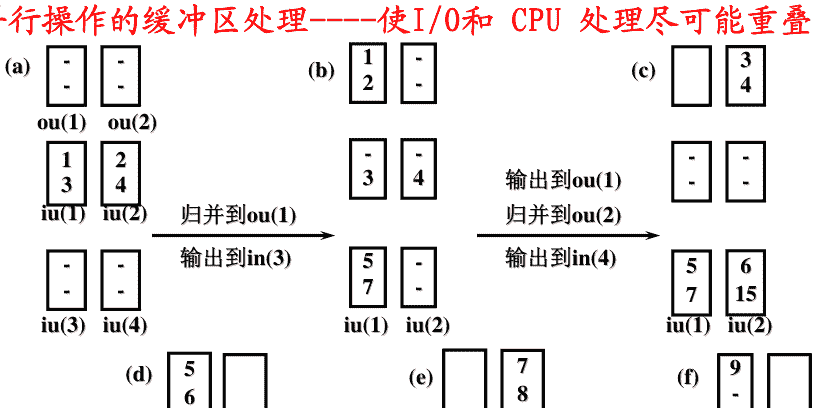 行操作的缓冲区处理----使I/O和 CPU 处理尽可能重叠
(a) - - (b) 1 - (c) 3
- - 2 - 4
ou(1) ou(2)
1 2 - - - -
3 4 3 4 输出到ou(1) - -
iu(1) iu(2) 归并到ou(1) 归并到ou(2)
输出到in(3) 输出到in(4)
- - 5 - 5 6
- - 7 - 7 15
iu(3) iu(4) iu(1) iu(2) iu(1) iu(2)
(d) 5 (e) 7 (f) 9
6 8 -